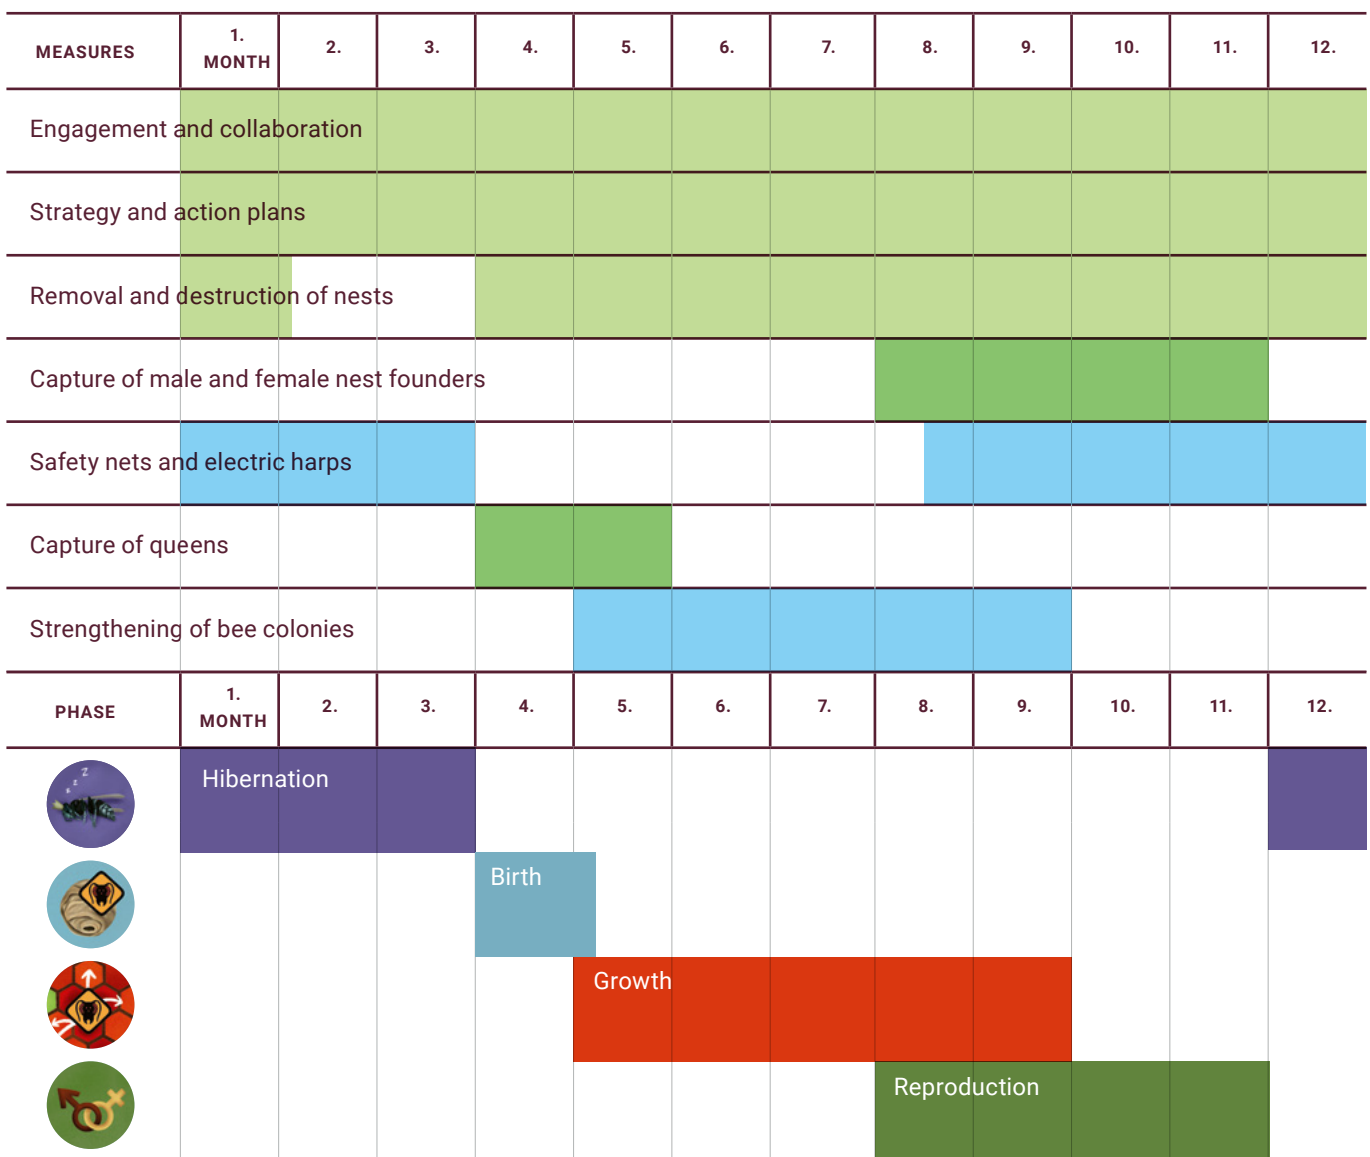 MEASURES 1. MONTH 2. 3. 4. 5. 6. 7. 8. 9. 10. 11. 12.
Engagement and collaboration
Strategy and action plans
Removal and destruction of nests
Capture of male and female nest founders
Safety nets and electric harps
Capture of queens
Strengthening of bee colonies
PHASE 1. MONTH 2. 3. 4. 5. 6. 7. 8. 9. 10. 11. 12.
z z z
Hibernation
Birth
Growth
Reproduction